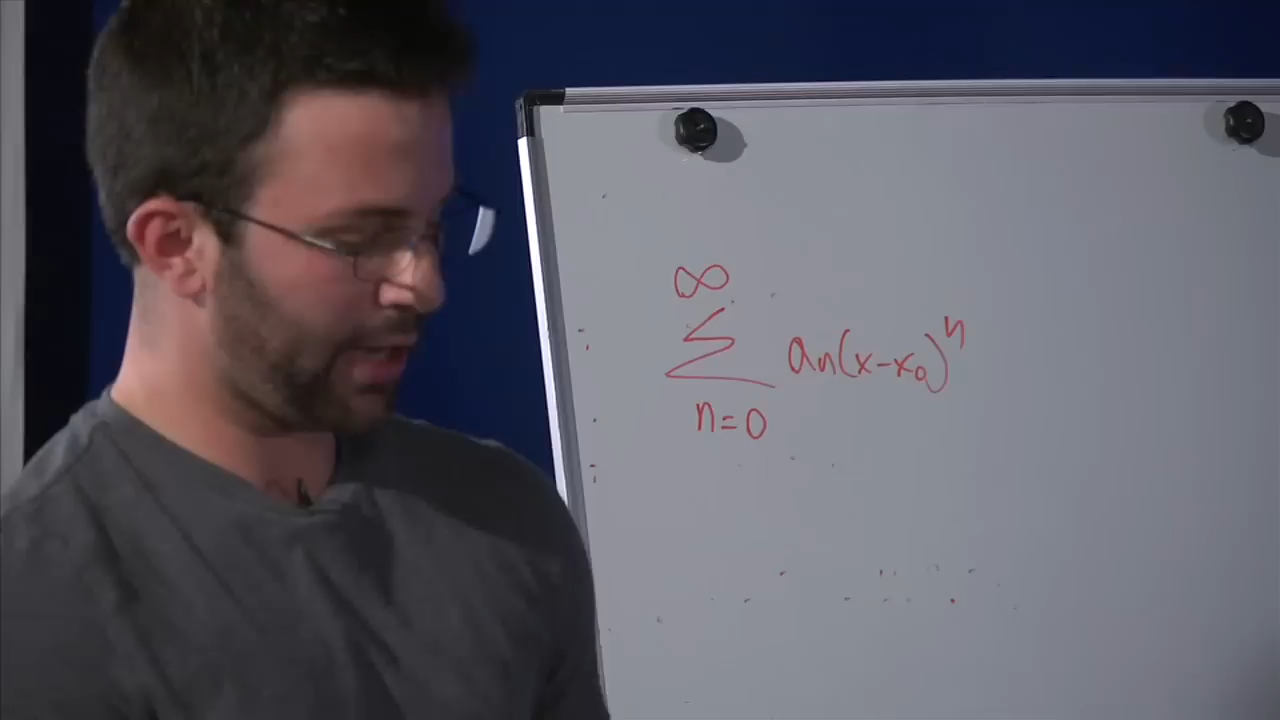 ∞
Σ an(x-x₀)ⁿ
n=0